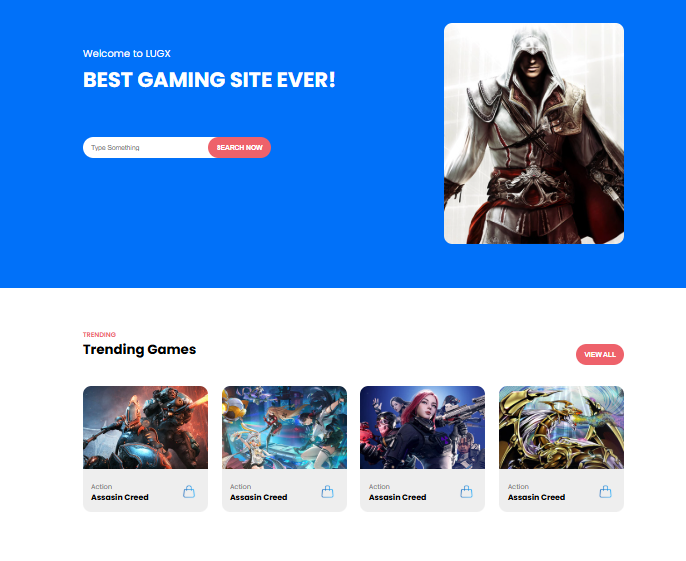 Welcome to LUGX
BEST GAMING SITE EVER!
Type Something
SEARCH NOW
TRENDING
Trending Games
VIEW ALL
Action
Assasin Creed
Action
Assasin Creed
Action
Assasin Creed
Action
Assasin Creed